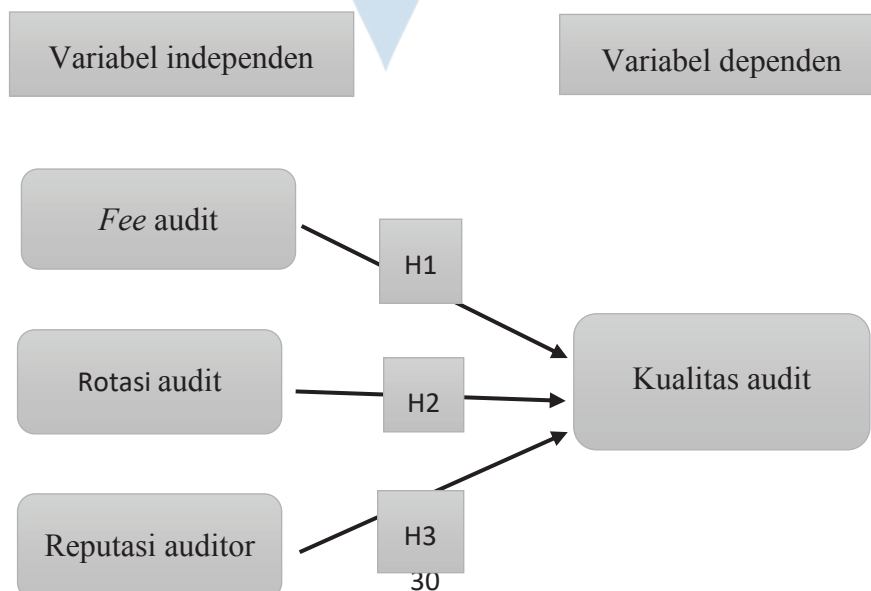 Variabel independen
Variabel dependen
Fee audit
H1
Rotasi audit
H2
Kualitas audit
Reputasi auditor
H3
30